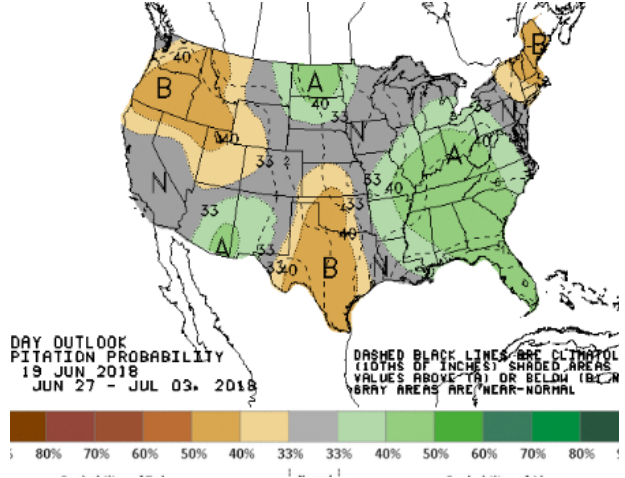 40
B
A
B
40
33
33
N
N
40
A
40
33 2
33
40
N
33
33
40
A
33
33
40
B
N
DAY OUTLOOK
PITATION PROBABILITY
19 JUN 2018
JUN 27 - JUL 03. 2018
DASHED BLACK LINES ARE CLIMATOL
(10THS OF INCHES) SHADED AREAS
VALUES ABOVE (A) OR BELOW (B)
GRAY AREAS ARE NEAR-NORMAL
% 80% 70% 60% 50% 40% 33% 33% 40% 50% 60% 70% 80% 9